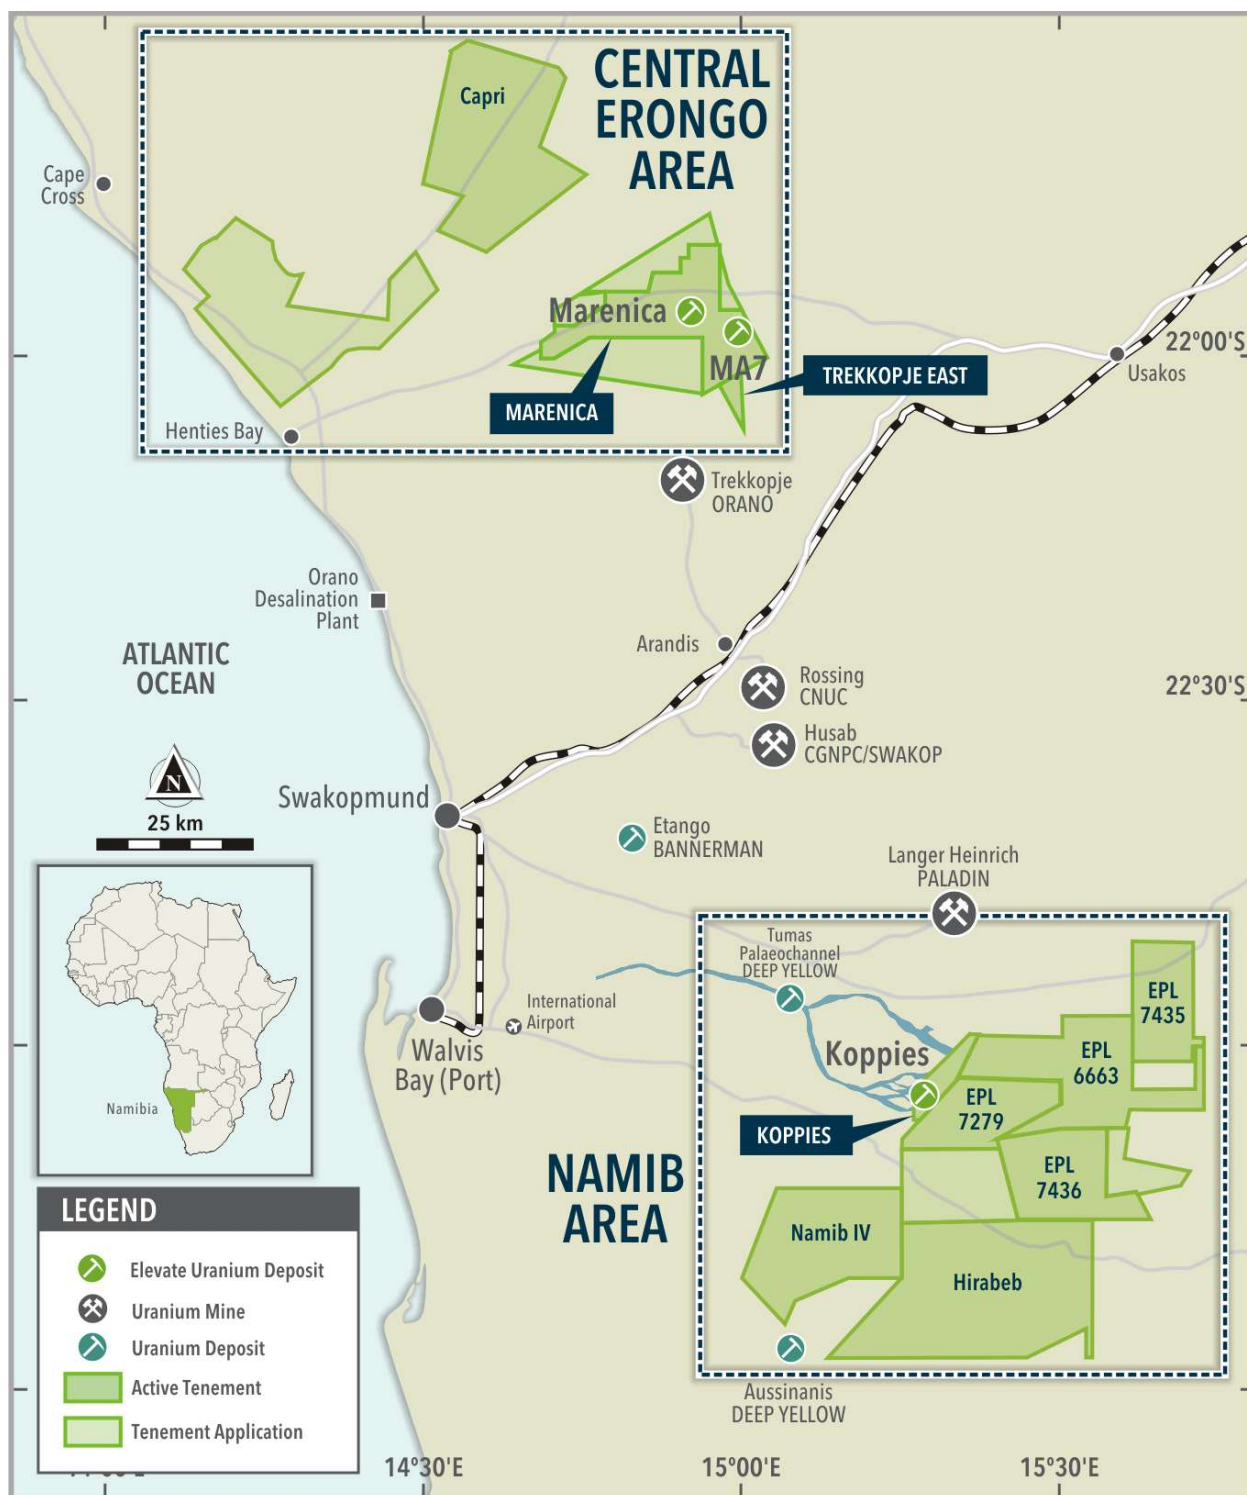 CENTRAL
ERONGO
AREA
Capri
Cape
Cross
Marenica
MA7
TREKKOPJE EAST
MARENICA
22°00'S
Usakos
Henties Bay
Trekkopje
ORANO
Orano
Desalination
Plant
Arandis
ATLANTIC
OCEAN
Rossing
CNUC
22°30'S
Husab
CGNPC/SWAKOP
N
25 km
Swakopmund
Etango
BANNERMAN
Langer Heinrich
PALADIN
Tumas
Palaeochannel
DEEP YELLOW
International
Airport
Walvis
Bay (Port)
EPL
7435
Koppies
EPL
6663
EPL
7279
KOPPIES
Namibia
NAMIB
AREA
EPL
7436
Namib IV
Hirabeb
LEGEND
Elevate Uranium Deposit
Uranium Mine
Uranium Deposit
Active Tenement
Tenement Application
Aussinanis
DEEP YELLOW
14°30'E
15°00'E
15°30'E